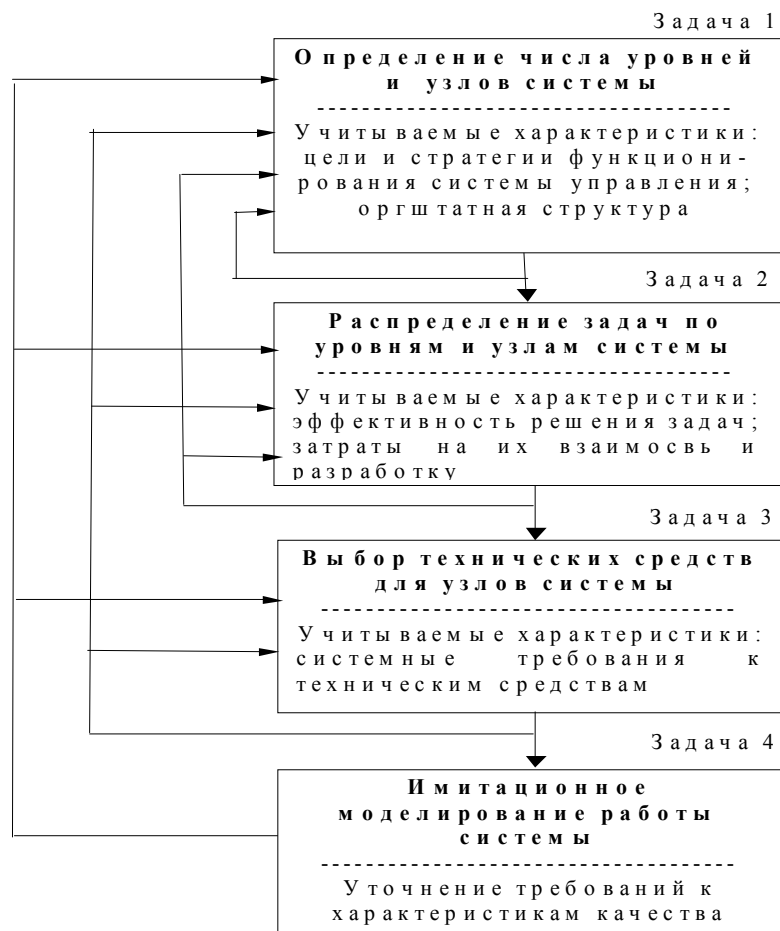 Задача 1
Определение числа уровней
и узлов системы
-------------------------------------
Учитываемые характеристики:
цели и стратегии функциони-
рования системы управления;
оргштатная структура
Задача 2
Распределение задач по
уровням и узлам системы
-------------------------------------
Учитываемые характеристики:
эффективность решения задач;
затраты на их взаимосвь и
разработку
Задача 3
Выбор технических средств
для узлов системы
-------------------------------------
Учитываемые характеристики:
системные требования к
техническим средствам
Задача 4
Имитационное
моделирование работы
системы
-------------------------------------
Уточнение требований к
характеристикам качества